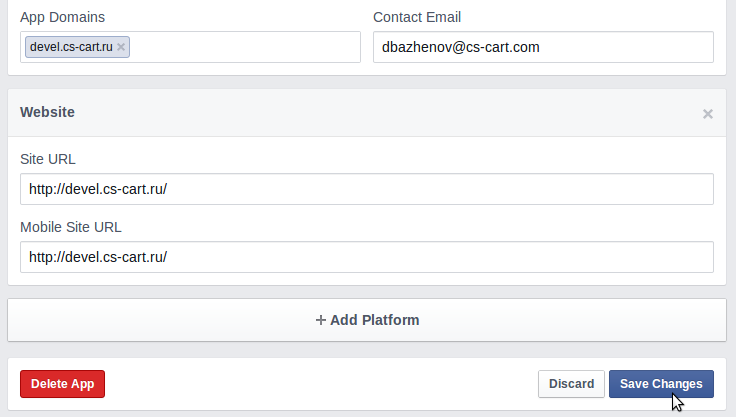 App Domains Contact Email
devel.cs-cart.ru × dbazhenov@cs-cart.com
Website ×
Site URL
http://devel.cs-cart.ru/
Mobile Site URL
http://devel.cs-cart.ru/
+ Add Platform
Delete App Discard Save Changes